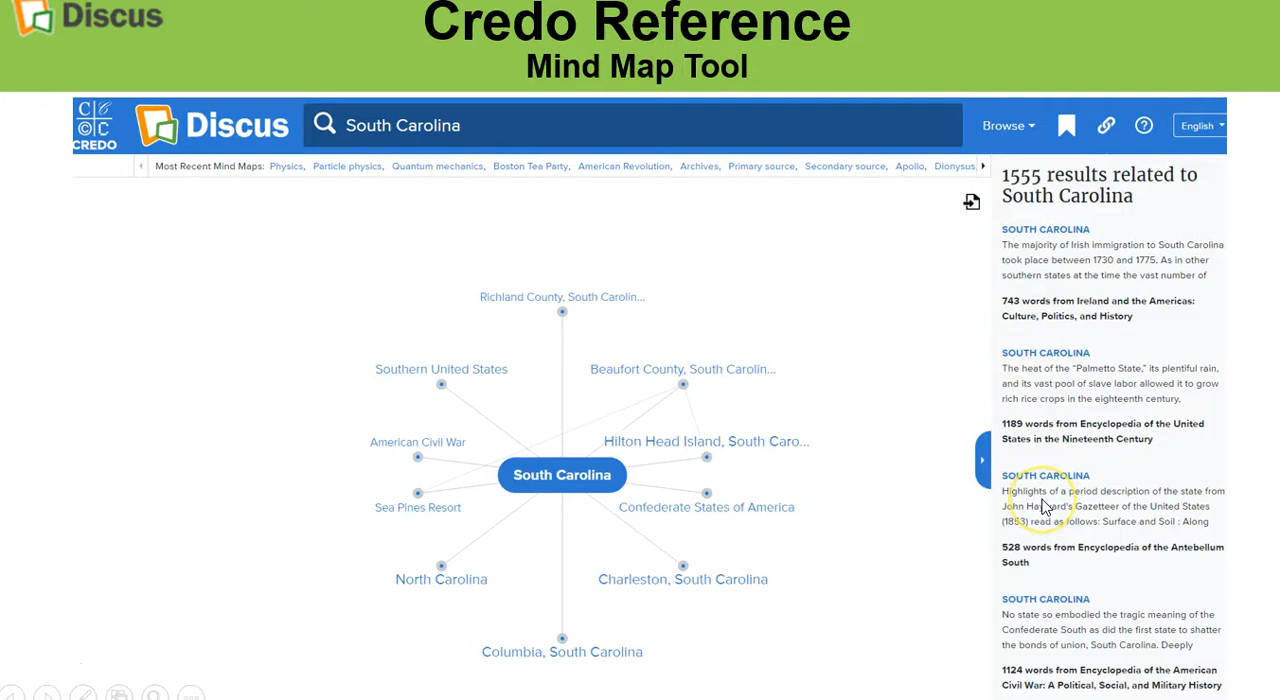 Discus
Credo Reference
Mind Map Tool
C C
© C
CREDO
Discus
South Carolina
Browse
English
Most Recent Mind Maps: Physics, Particle physics, Quantum mechanics, Boston Tea Party, American Revolution, Archives, Primary source, Secondary source, Apollo, Dionysus,
Richland County, South Carolin...
Southern United States
Beaufort County, South Carolin...
American Civil War
Hilton Head Island, South Caro...
South Carolina
Sea Pines Resort
Confederate States of America
North Carolina
Charleston, South Carolina
Columbia, South Carolina
1555 results related to
South Carolina
SOUTH CAROLINA
The majority of Irish immigration to South Carolina
took place between 1730 and 1775. As in other
southern states at the time the vast number of
743 words from Ireland and the Americas:
Culture, Politics, and History
SOUTH CAROLINA
The heat of the “Palmetto State,” its plentiful rain,
and its vast pool of slave labor allowed it to grow
rich rice crops in the eighteenth century,
1189 words from Encyclopedia of the United
States in the Nineteenth Century
SOUTH CAROLINA
Highlights of a period description of the state from
John Hayward's Gazetteer of the United States
(1853) read as follows: Surface and Soil : Along
528 words from Encyclopedia of the Antebellum
South
SOUTH CAROLINA
No state so embodied the tragic meaning of the
Confederate South as did the first state to shatter
the bonds of union, South Carolina. Deeply
1124 words from Encyclopedia of the American
Civil War: A Political, Social, and Military History